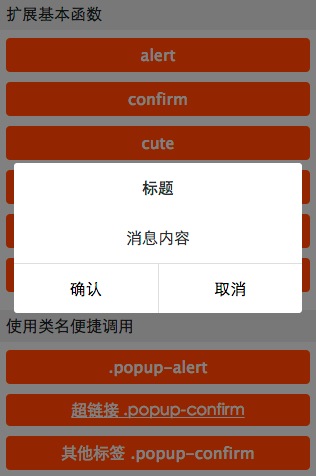 扩展基本函数
alert
confirm
cute
标题
消息内容
确认
取消
使用类名便捷调用
.popup-alert
超链接 .popup-confirm
其他标签 .popup-confirm